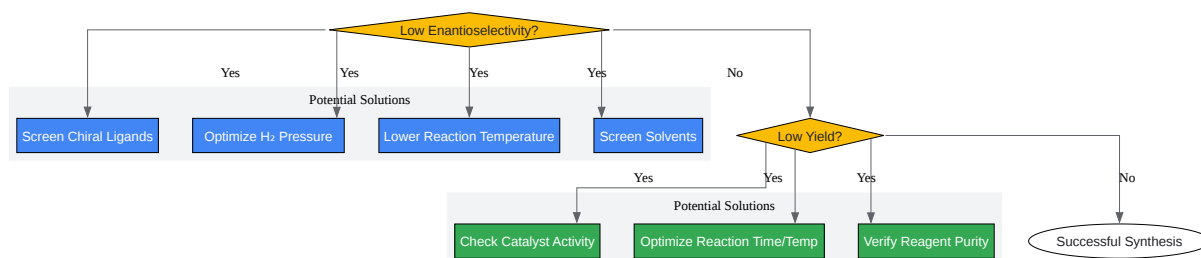 Low Enantioselectivity?
Yes
Yes
Yes
Yes
No
Potential Solutions
Screen Chiral Ligands
Optimize H₂ Pressure
Lower Reaction Temperature
Screen Solvents
Low Yield?
Yes
Yes
Yes
No
Potential Solutions
Check Catalyst Activity
Optimize Reaction Time/Temp
Verify Reagent Purity
Successful Synthesis